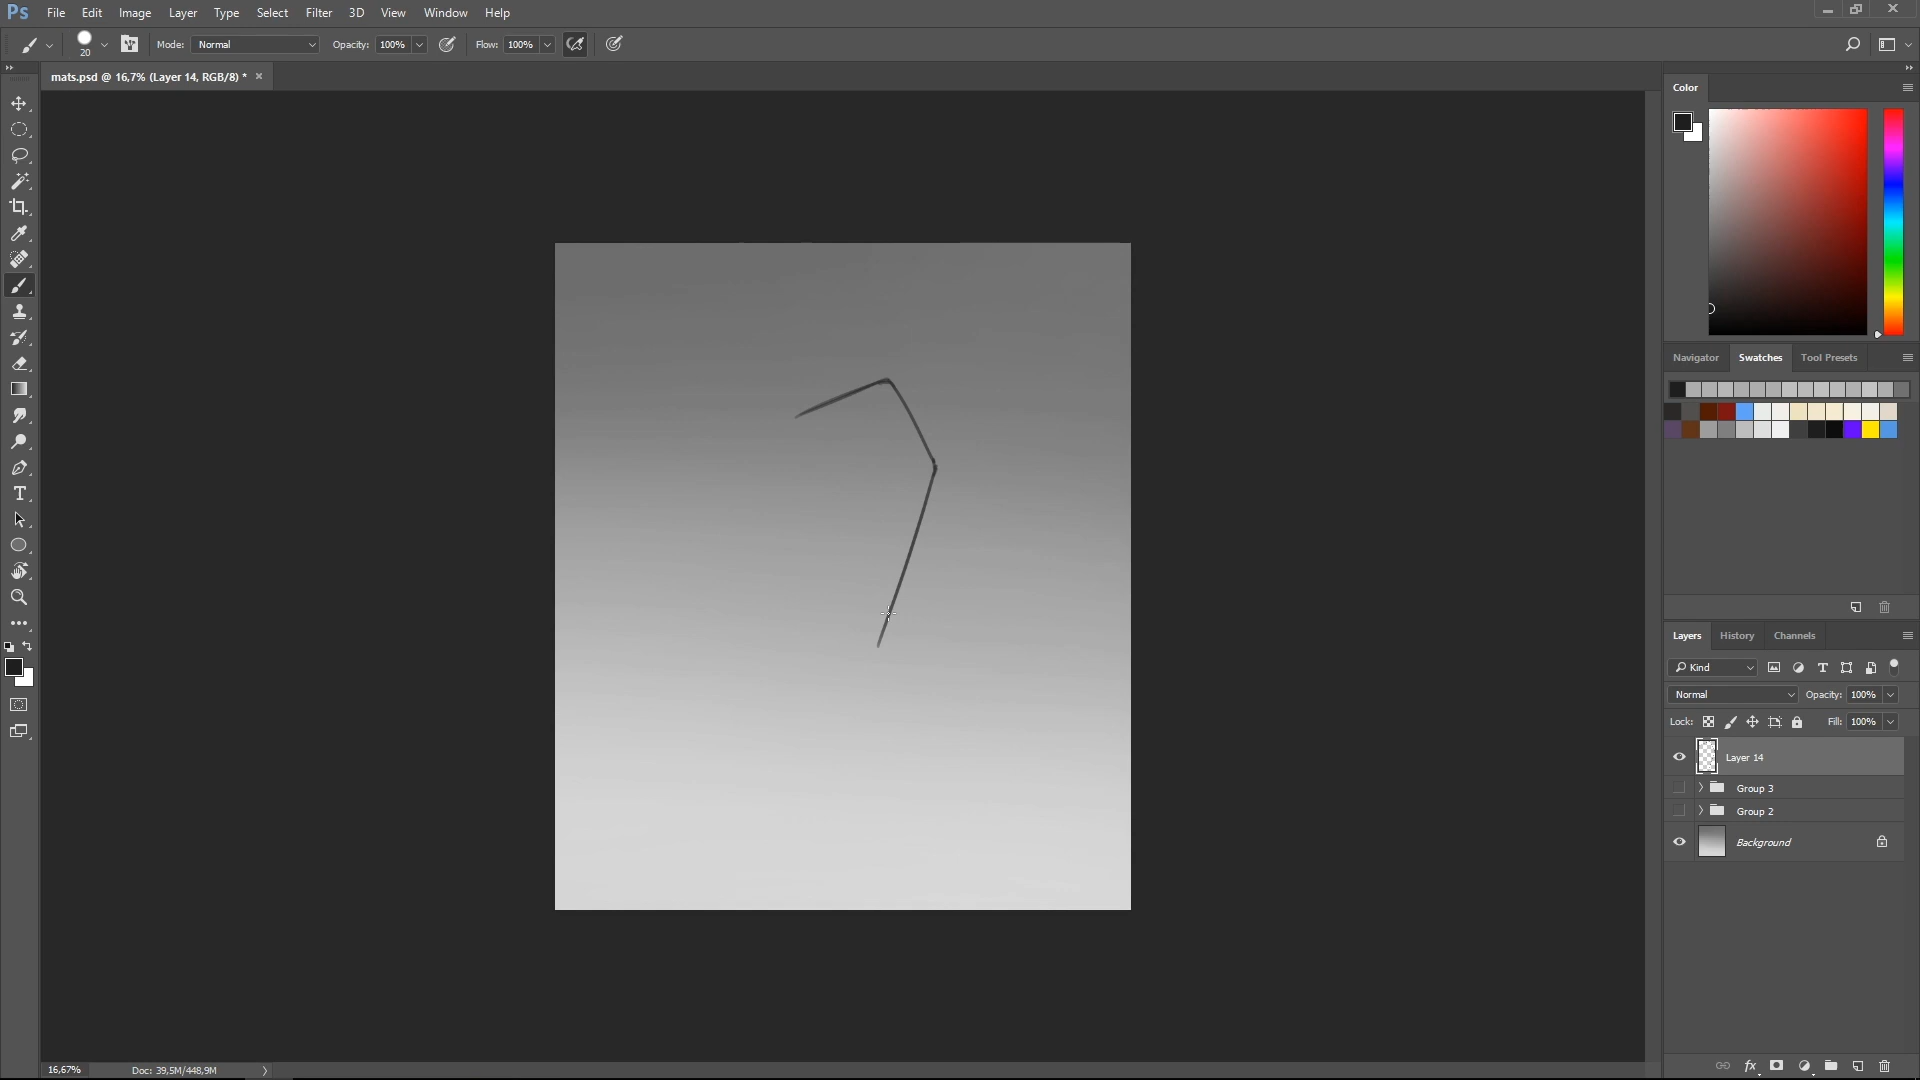 Ps File Edit Image Layer Type Select Filter 3D View Window Help
20 Mode: Normal Opacity: 100% Flow: 100%
mats.psd @ 16,7% (Layer 14, RGB/8) *
Color
Navigator Swatches Tool Presets
Layers History Channels
Kind
Normal Opacity: 100%
Lock: Fill: 100%
Layer 14
Group 3
Group 2
Background
16,67% Doc: 39,5M/448,9M